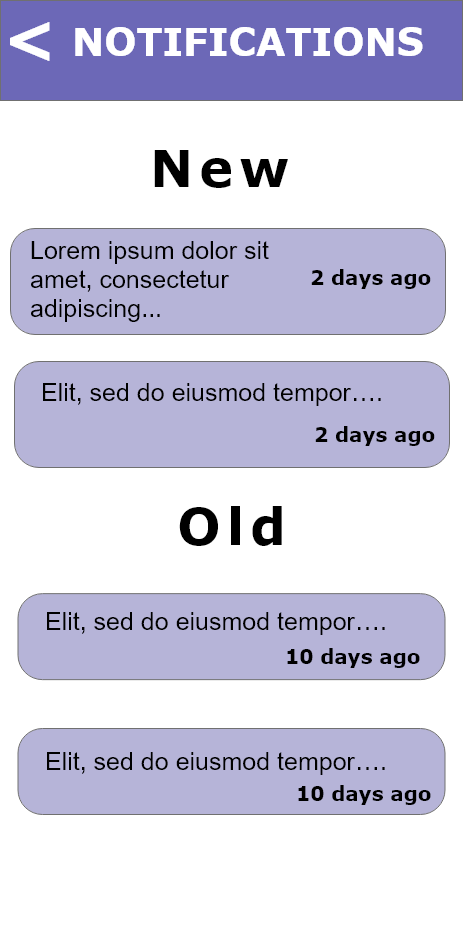 < NOTIFICATIONS
New
Lorem ipsum dolor sit
amet, consectetur
adipiscing...
2 days ago
Elit, sed do eiusmod tempor….
2 days ago
Old
Elit, sed do eiusmod tempor….
10 days ago
Elit, sed do eiusmod tempor….
10 days ago